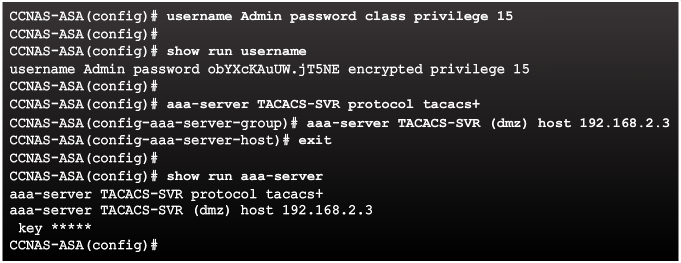 CCNAS-ASA(config)# username Admin password class privilege 15
CCNAS-ASA(config)#
CCNAS-ASA(config)# show run username
username Admin password obYXcKAuUW.jT5NE encrypted privilege 15
CCNAS-ASA(config)#
CCNAS-ASA(config)# aaa-server TACACS-SVR protocol tacacs+
CCNAS-ASA(config-aaa-server-group)# aaa-server TACACS-SVR (dmz) host 192.168.2.3
CCNAS-ASA(config-aaa-server-host)# exit
CCNAS-ASA(config)#
CCNAS-ASA(config)# show run aaa-server
aaa-server TACACS-SVR protocol tacacs+
aaa-server TACACS-SVR (dmz) host 192.168.2.3
 key *****
CCNAS-ASA(config)#